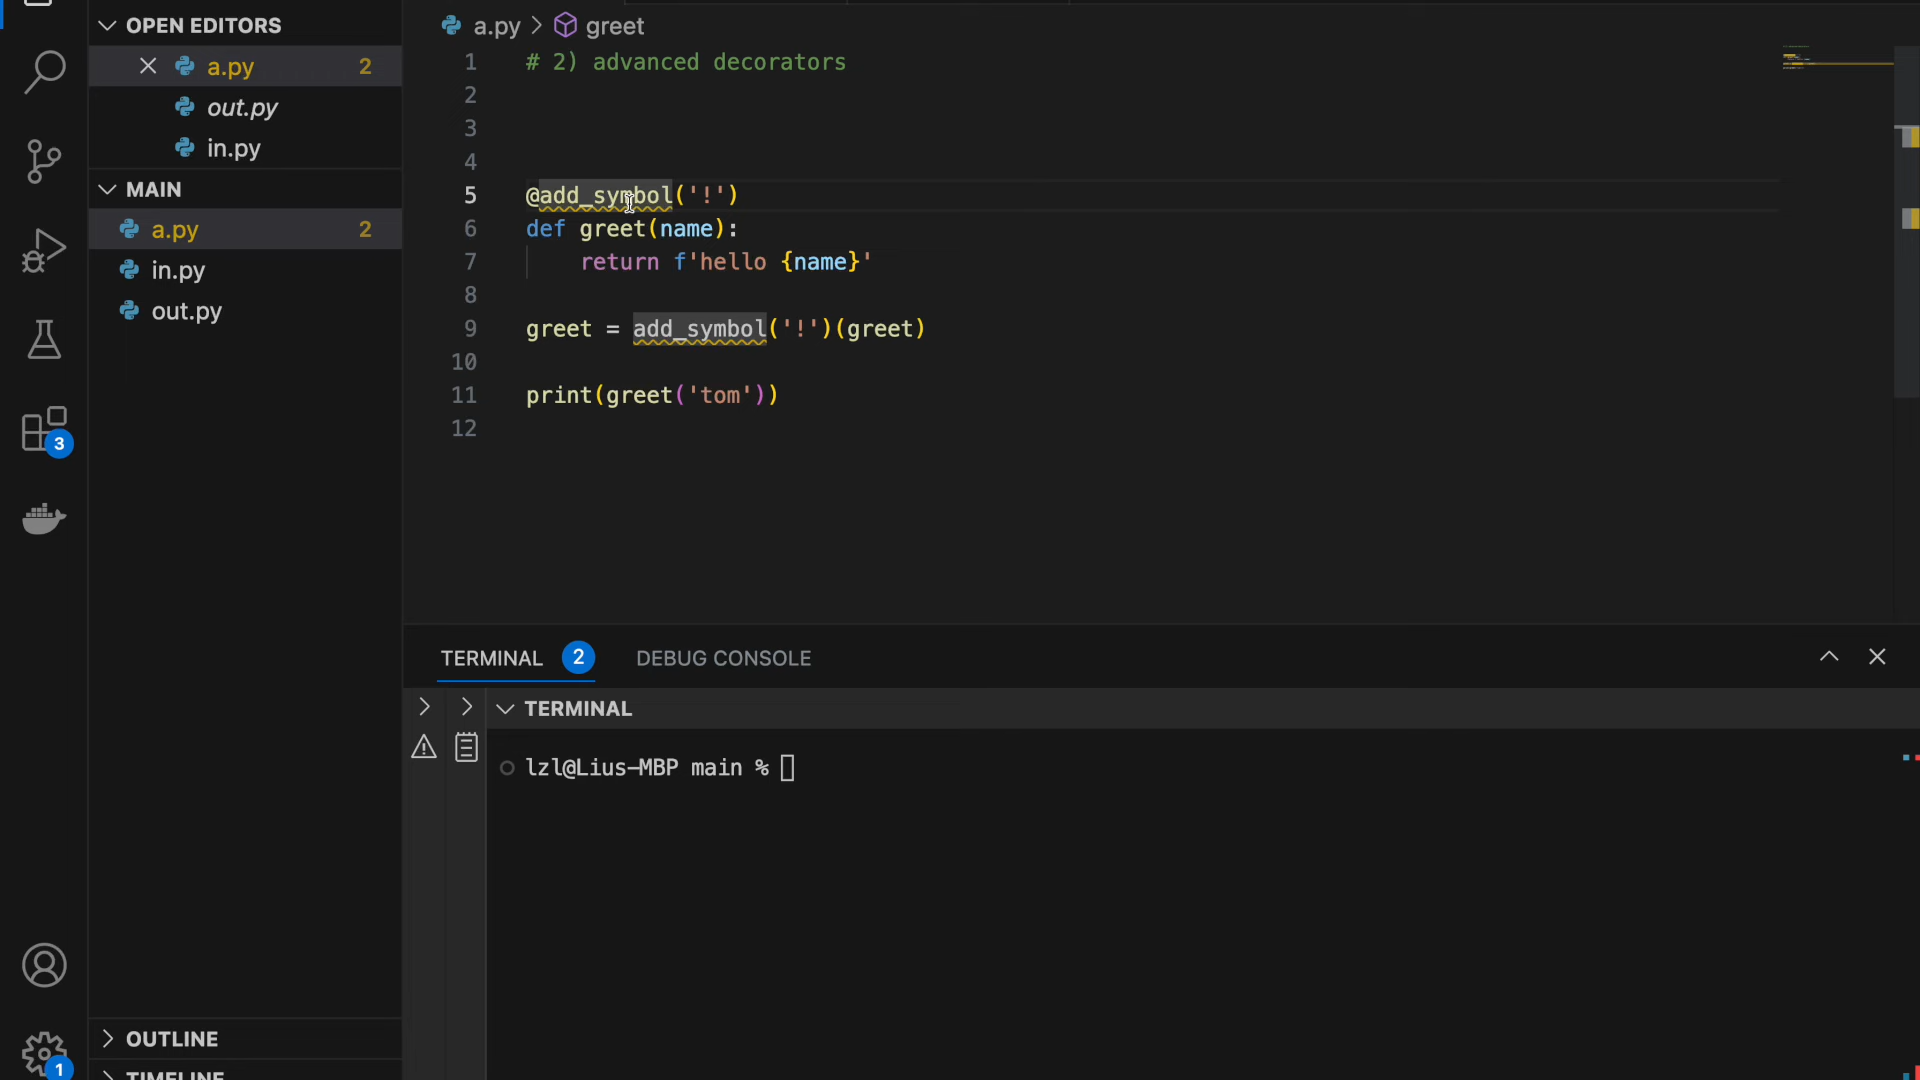 OPEN EDITORS
a.py 2
out.py
in.py
MAIN
a.py 2
in.py
out.py
3
1
OUTLINE
TIMELINE
a.py > greet
1 # 2) advanced decorators
2
3
4
5 @add_symbol('!')
6 def greet(name):
7 return f'hello {name}'
8
9 greet = add_symbol('!')(greet)
10
11 print(greet('tom'))
12
TERMINAL 2 DEBUG CONSOLE
TERMINAL
lzl@Lius-MBP main %